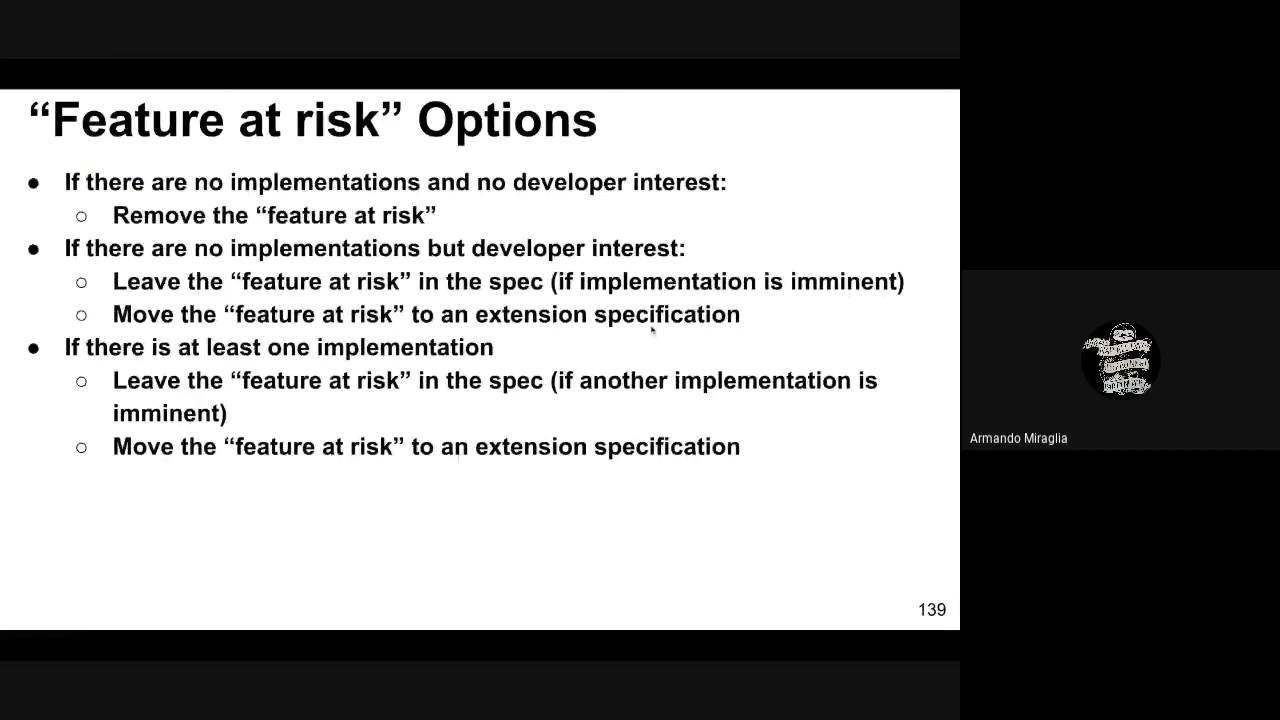 “Feature at risk” Options
● If there are no implementations and no developer interest:
○ Remove the “feature at risk”
● If there are no implementations but developer interest:
○ Leave the “feature at risk” in the spec (if implementation is imminent)
○ Move the “feature at risk” to an extension specification
● If there is at least one implementation
○ Leave the “feature at risk” in the spec (if another implementation is
imminent)
○ Move the “feature at risk” to an extension specification
139
Armando Miraglia